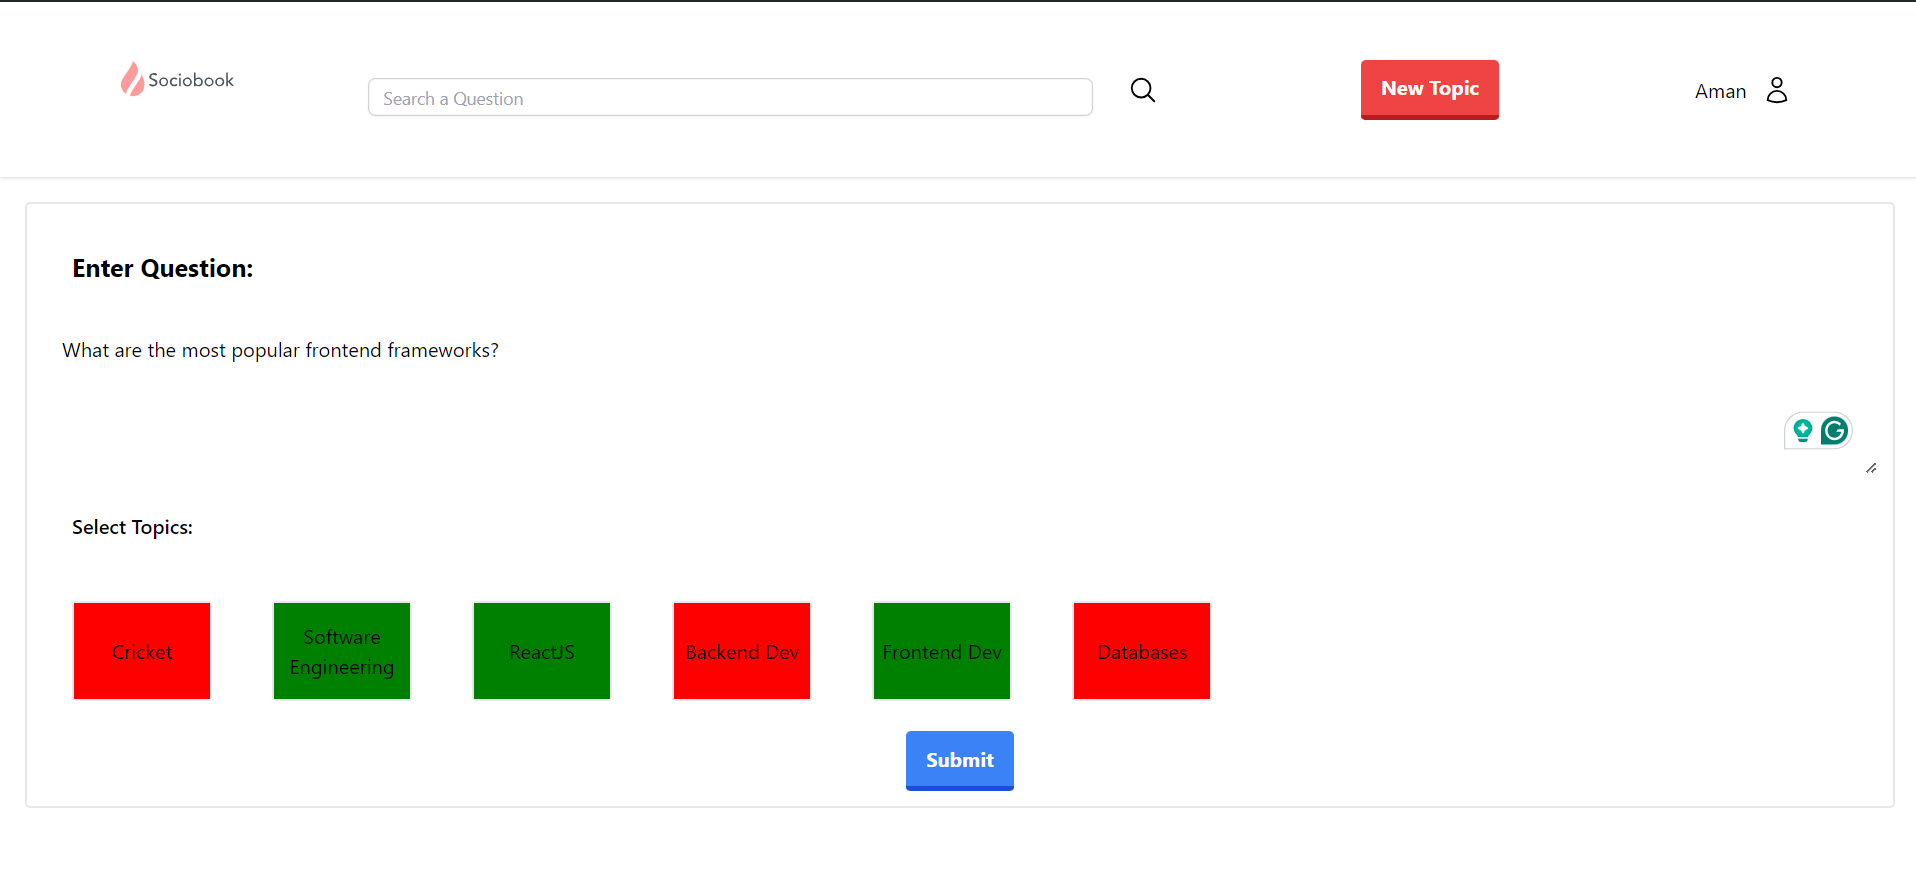 Sociobook
Search a Question
New Topic
Aman
Enter Question:
What are the most popular frontend frameworks?
G
Select Topics:
Cricket
Software
Engineering
ReactJS
Backend Dev
Frontend Dev
Databases
Submit